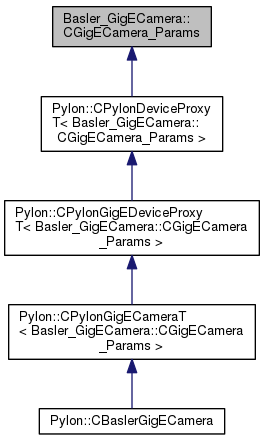 Basler_GigECamera::
CGigECamera_Params
Pylon::CPylonDeviceProxy
T< Basler_GigECamera::
CGigECamera_Params >
Pylon::CPylonGigEDeviceProxy
T< Basler_GigECamera::CGigECamera
_Params >
Pylon::CPylonGigECameraT
< Basler_GigECamera::CGigECamera
_Params >
Pylon::CBaslerGigECamera